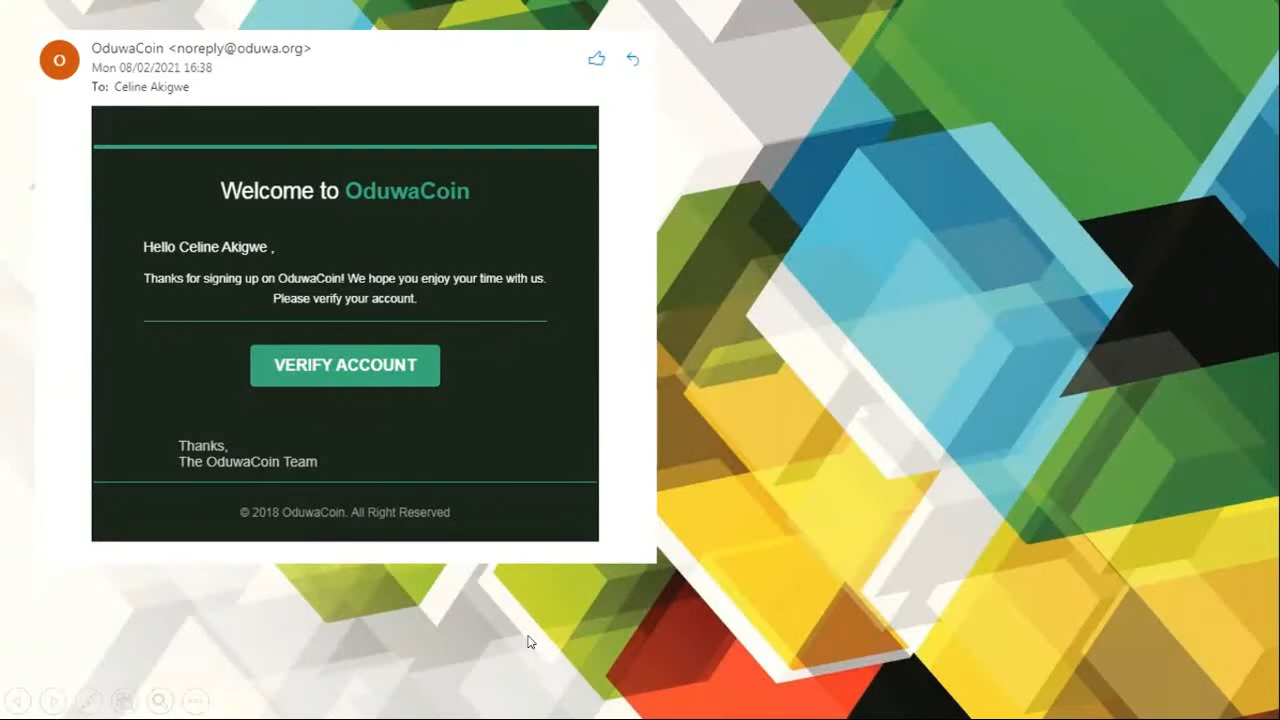 O
OduwaCoin <noreply@oduwa.org>
Mon 08/02/2021 16:38
To: Celine Akigwe
Welcome to OduwaCoin
Hello Celine Akigwe ,
Thanks for signing up on OduwaCoin! We hope you enjoy your time with us.
Please verify your account.
VERIFY ACCOUNT
Thanks,
The OduwaCoin Team
© 2018 OduwaCoin. All Right Reserved